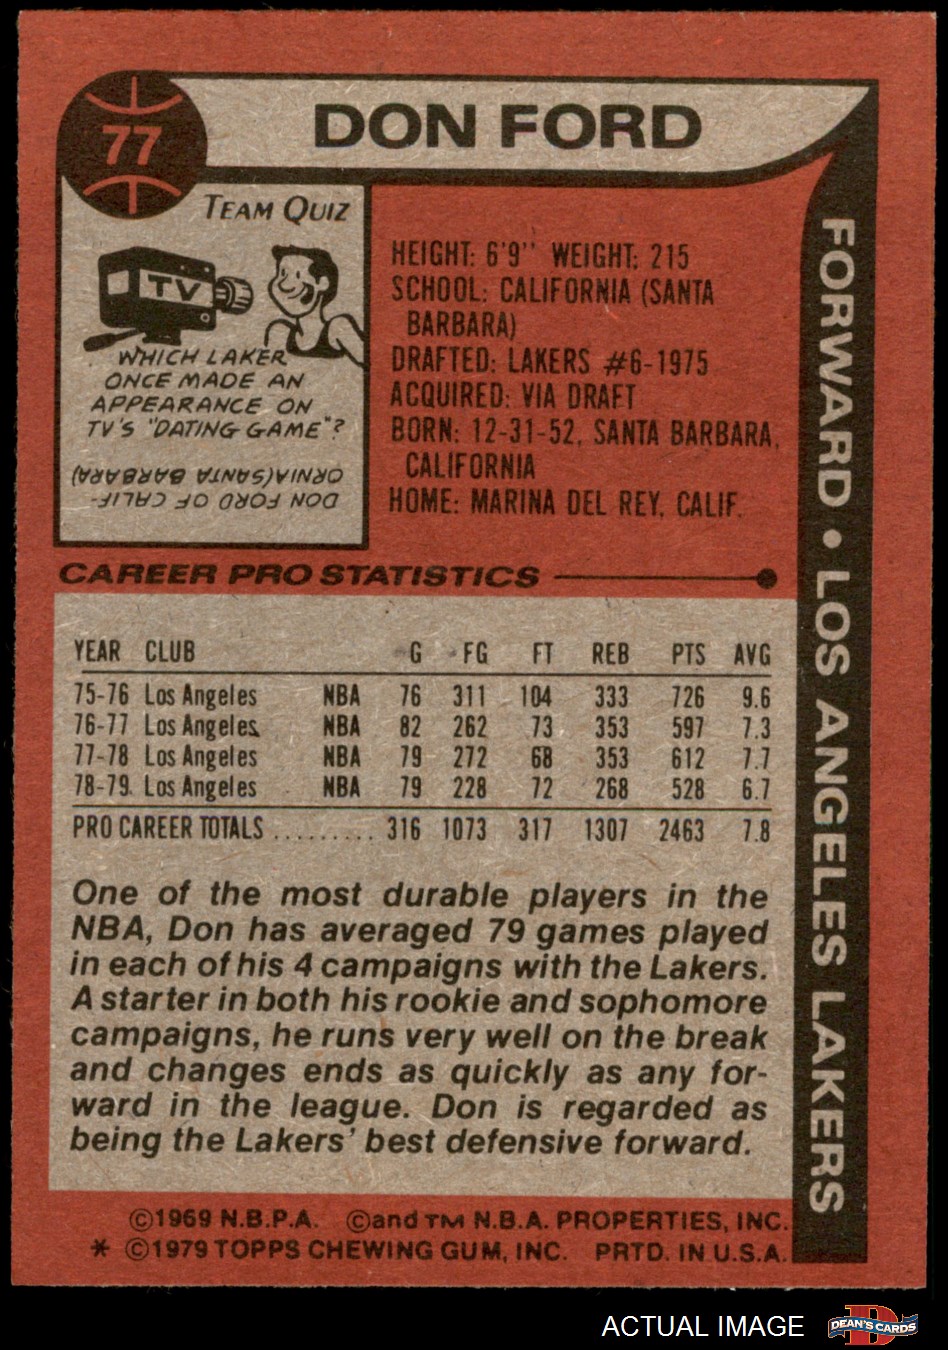 77
DON FORD
TEAM QUIZ
TV
WHICH LAKER
ONCE MADE AN
APPEARANCE ON
TV'S "DATING GAME"?
DON FORD OF CALIF-
ORNIA (SANTA BARBARA)
HEIGHT: 6'9" WEIGHT: 215
SCHOOL: CALIFORNIA (SANTA
BARBARA)
DRAFTED: LAKERS #6-1975
ACQUIRED: VIA DRAFT
BORN: 12-31-52, SANTA BARBARA,
CALIFORNIA
HOME: MARINA DEL REY, CALIF.
FORWARD • LOS ANGELES LAKERS
CAREER PRO STATISTICS
YEAR CLUB G FG FT REB PTS AVG
75-76 Los Angeles NBA 76 311 104 333 726 9.6
76-77 Los Angeles NBA 82 262 73 353 597 7.3
77-78 Los Angeles NBA 79 272 68 353 612 7.7
78-79 Los Angeles NBA 79 228 72 268 528 6.7
PRO CAREER TOTALS ......... 316 1073 317 1307 2463 7.8
One of the most durable players in the
NBA, Don has averaged 79 games played
in each of his 4 campaigns with the Lakers.
A starter in both his rookie and sophomore
campaigns, he runs very well on the break
and changes ends as quickly as any for-
ward in the league. Don is regarded as
being the Lakers' best defensive forward.
©1969 N.B.P.A. ©and TM N.B.A. PROPERTIES, INC.
* ©1979 TOPPS CHEWING GUM, INC. PRTD. IN U.S.A.
ACTUAL IMAGE
DEAN'S CARDS